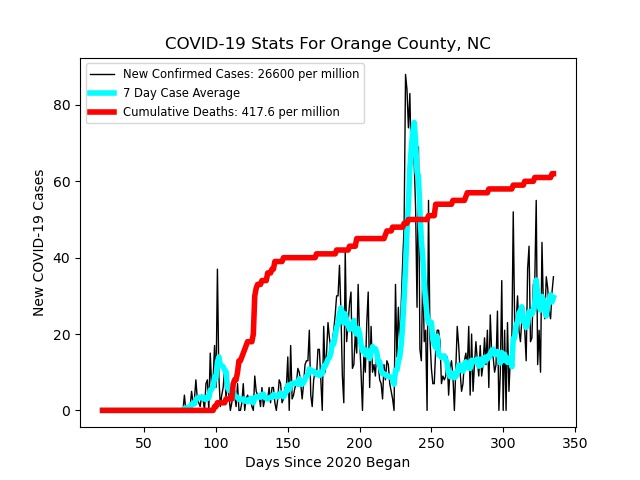 COVID-19 Stats For Orange County, NC
New Confirmed Cases: 26600 per million
7 Day Case Average
Cumulative Deaths: 417.6 per million
New COVID-19 Cases
80
60
40
20
0
50
100
150
200
250
300
350
Days Since 2020 Began